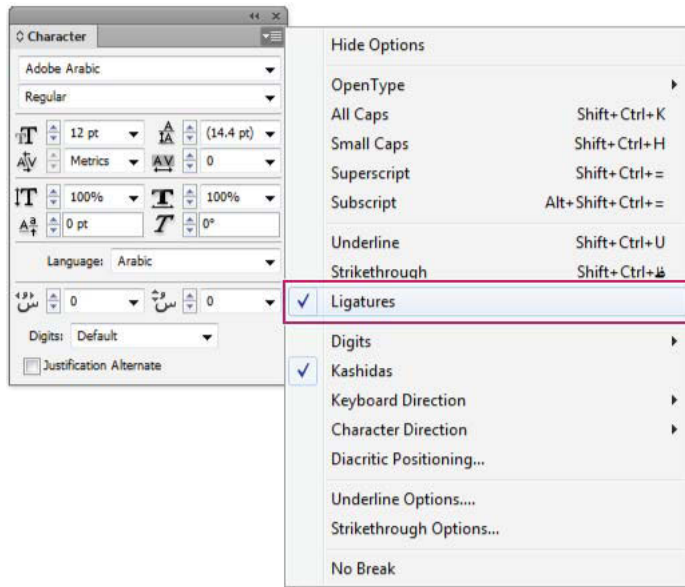 Character
Adobe Arabic
Regular
12 pt (14.4 pt)
Metrics 0
100% 100%
0 pt 0°
Language: Arabic
0 0
Digits: Default
Justification Alternate
Hide Options
OpenType
All Caps Shift+Ctrl+K
Small Caps Shift+Ctrl+H
Superscript Shift+Ctrl+=
Subscript Alt+Shift+Ctrl+=
Underline Shift+Ctrl+U
Strikethrough Shift+Ctrl+
Ligatures
Digits
Kashidas
Keyboard Direction
Character Direction
Diacritic Positioning...
Underline Options....
Strikethrough Options...
No Break